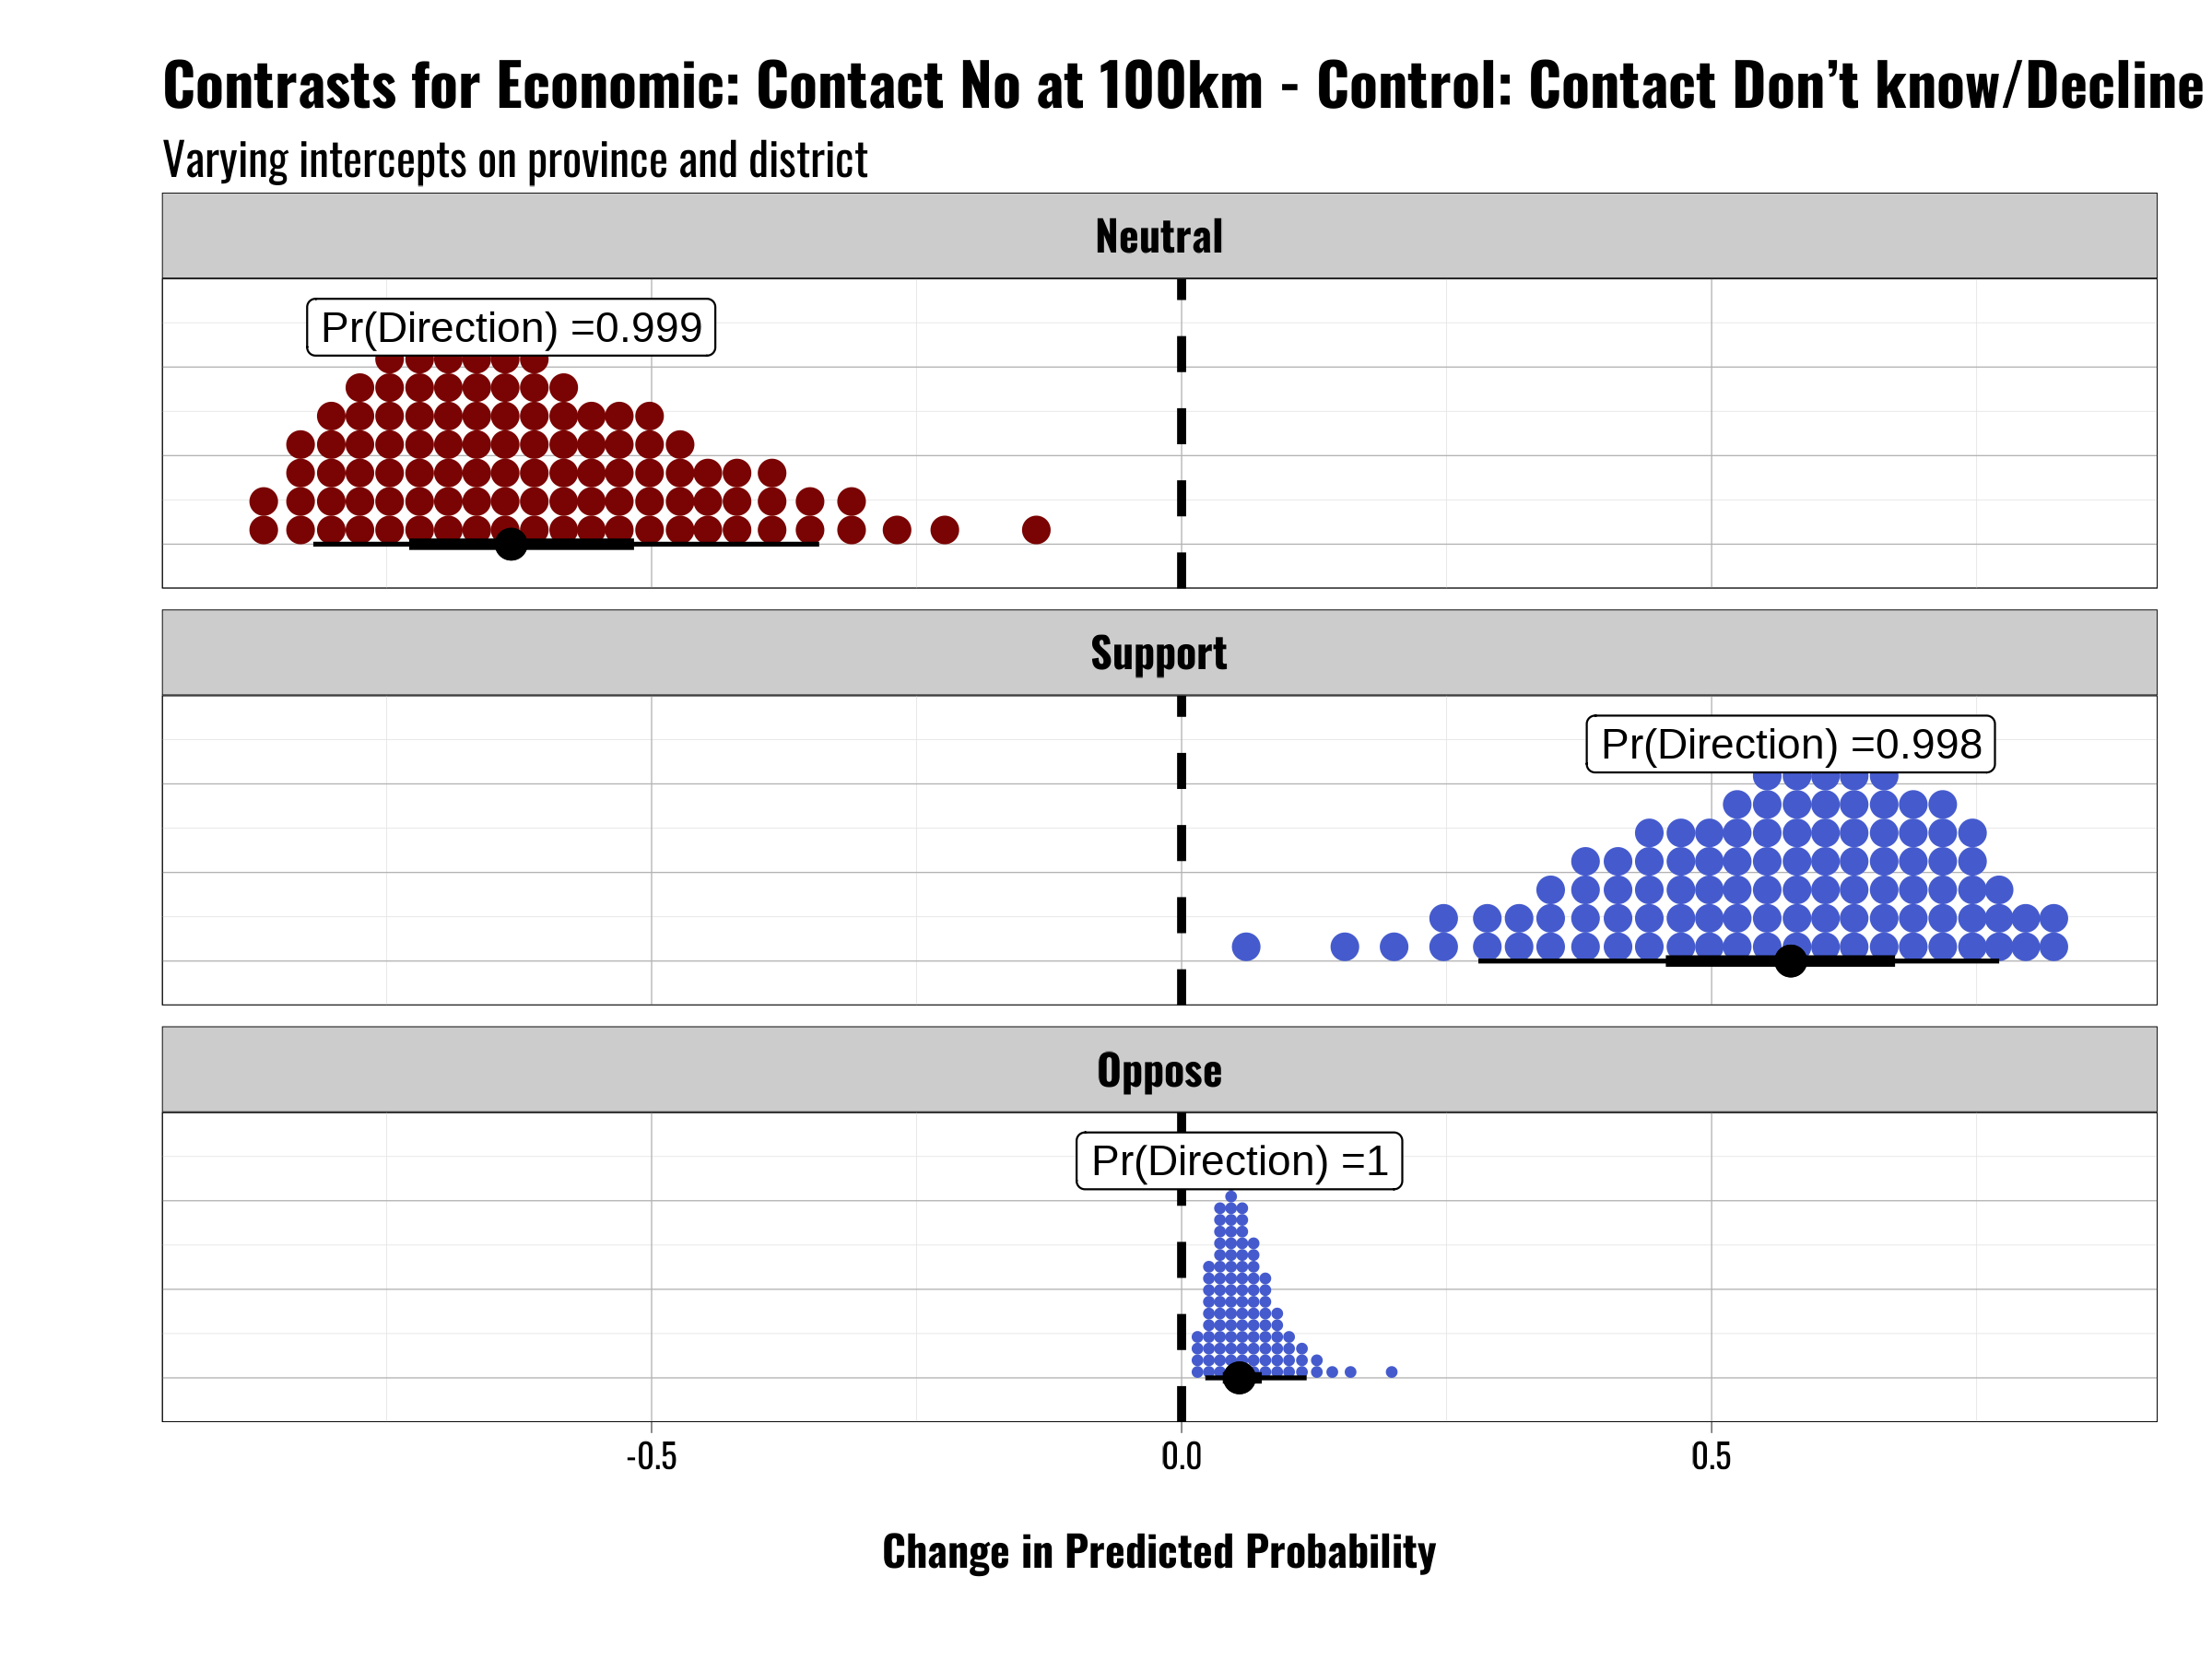 Contrasts for Economic: Contact No at 100km - Control: Contact Don’t know/Decline
Varying intercepts on province and district
Neutral
Pr(Direction) =0.999
Support
Pr(Direction) =0.998
Oppose
Pr(Direction) =1
-0.5 0.0 0.5
Change in Predicted Probability